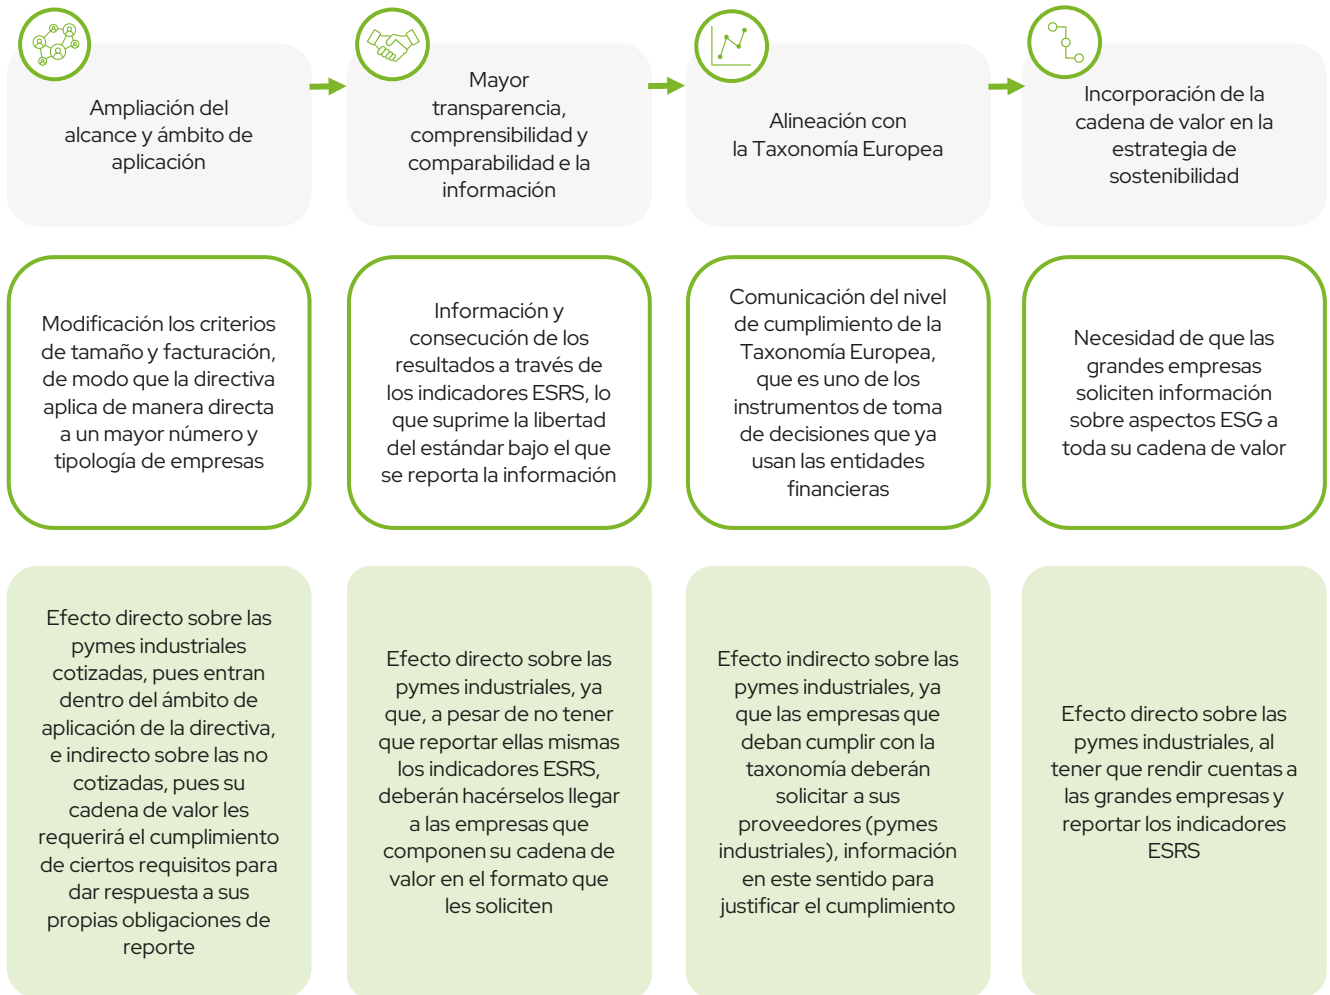 Ampliación del
alcance y ámbito de
aplicación
Mayor
transparencia,
comprensibilidad y
comparabilidad e la
información
Alineación con
la Taxonomía Europea
Incorporación de la
cadena de valor en la
estrategia de
sostenibilidad
Modificación los criterios
de tamaño y facturación,
de modo que la directiva
aplica de manera directa
a un mayor número y
tipología de empresas
Información y
consecución de los
resultados a través de
los indicadores ESRS, lo
que suprime la libertad
del estándar bajo el que
se reporta la información
Comunicación del nivel
de cumplimiento de la
Taxonomía Europea,
que es uno de los
instrumentos de toma
de decisiones que ya
usan las entidades
financieras
Necesidad de que las
grandes empresas
soliciten información
sobre aspectos ESG a
toda su cadena de valor
Efecto directo sobre las
pymes industriales
cotizadas, pues entran
dentro del ámbito de
aplicación de la directiva,
e indirecto sobre las no
cotizadas, pues su
cadena de valor les
requerirá el cumplimiento
de ciertos requisitos para
dar respuesta a sus
propias obligaciones de
reporte
Efecto directo sobre las
pymes industriales, ya
que, a pesar de no tener
que reportar ellas mismas
los indicadores ESRS,
deberán hacérselos llegar
a las empresas que
componen su cadena de
valor en el formato que
les soliciten
Efecto indirecto sobre las
pymes industriales, ya
que las empresas que
deban cumplir con la
taxonomía deberán
solicitar a sus
proveedores (pymes
industriales), información
en este sentido para
justificar el cumplimiento
Efecto directo sobre las
pymes industriales, al
tener que rendir cuentas a
las grandes empresas y
reportar los indicadores
ESRS